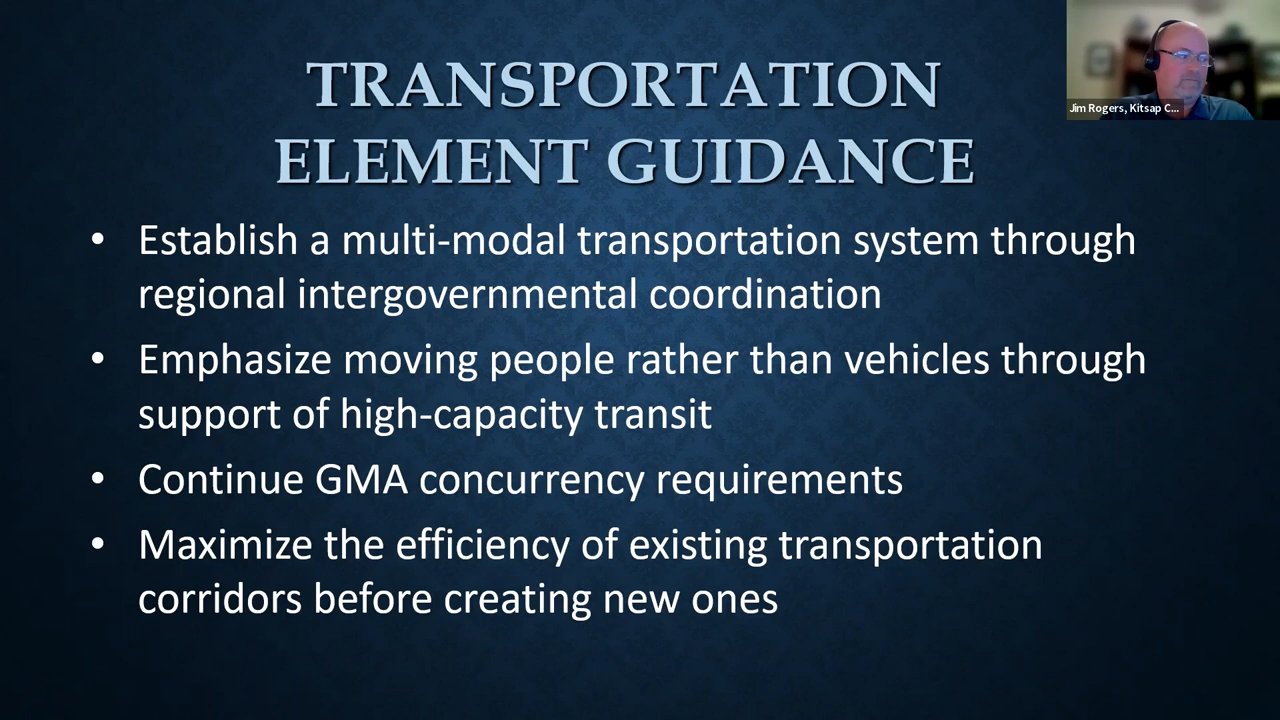 TRANSPORTATION
ELEMENT GUIDANCE
Jim Rogers, Kitsap C...
• Establish a multi-modal transportation system through
regional intergovernmental coordination
• Emphasize moving people rather than vehicles through
support of high-capacity transit
• Continue GMA concurrency requirements
• Maximize the efficiency of existing transportation
corridors before creating new ones